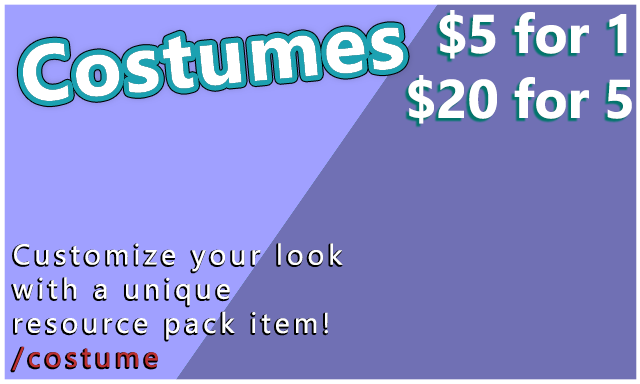 Costumes
$5 for 1
$20 for 5
Customize your look
with a unique
resource pack item!
/costume